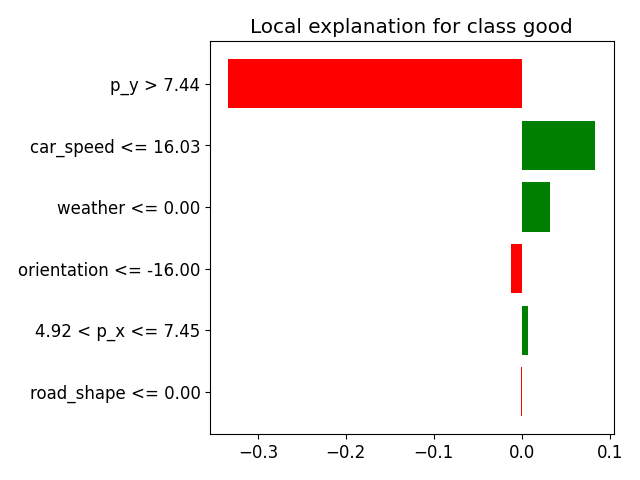 Local explanation for class good
p_y > 7.44
car_speed <= 16.03
weather <= 0.00
orientation <= -16.00
4.92 < p_x <= 7.45
road_shape <= 0.00
−0.3 −0.2 −0.1 0.0 0.1